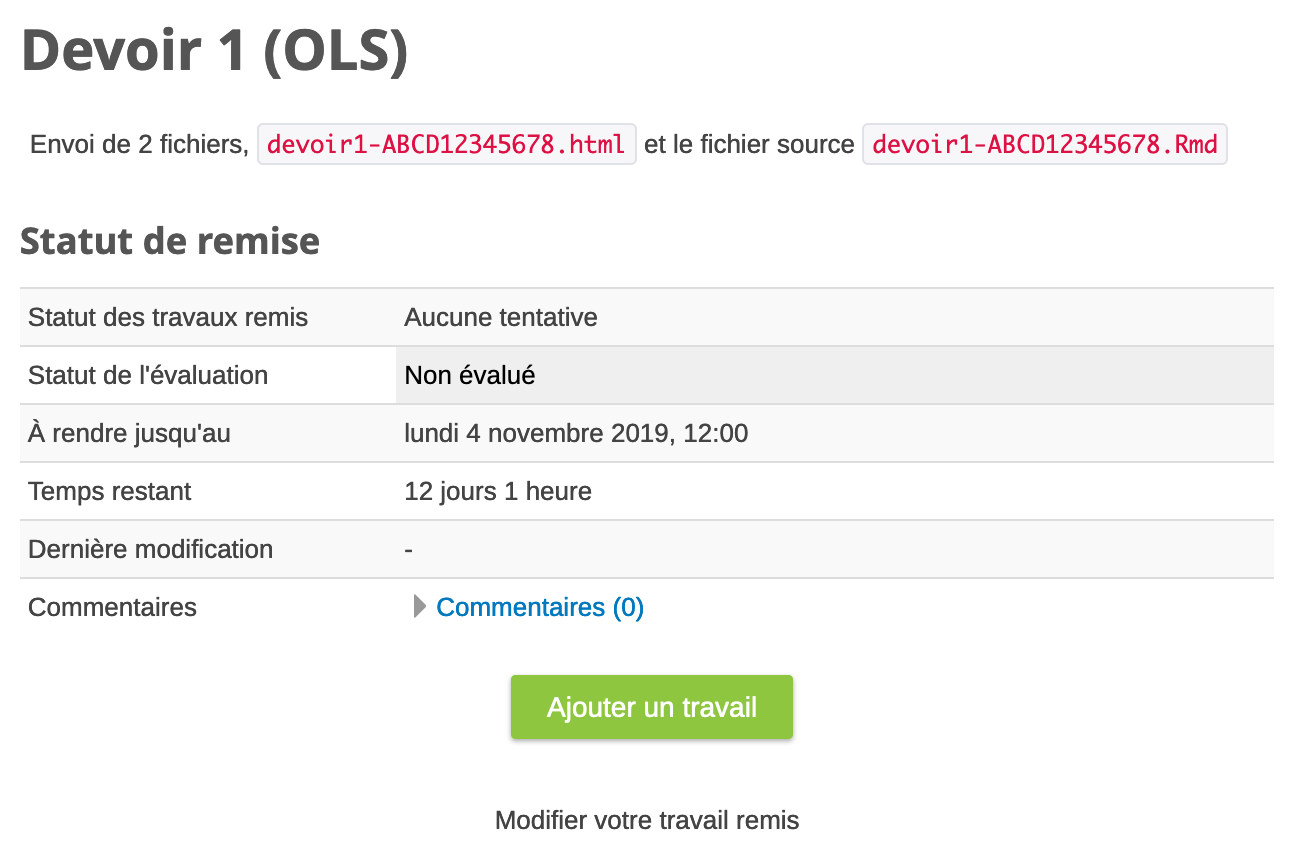 Devoir 1 (OLS)
Envoi de 2 fichiers, devoir1-ABCD12345678.html et le fichier source devoir1-ABCD12345678.Rmd
Statut de remise
Statut des travaux remis Aucune tentative
Statut de l'évaluation Non évalué
À rendre jusqu'au lundi 4 novembre 2019, 12:00
Temps restant 12 jours 1 heure
Dernière modification -
Commentaires Commentaires (0)
Ajouter un travail
Modifier votre travail remis